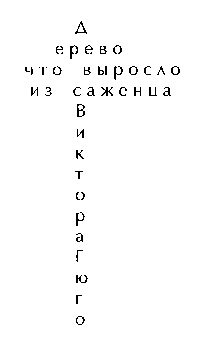 Д
ерево
что выросло
из саженца
В
и
к
т
о
р
а
Г
ю
г
о